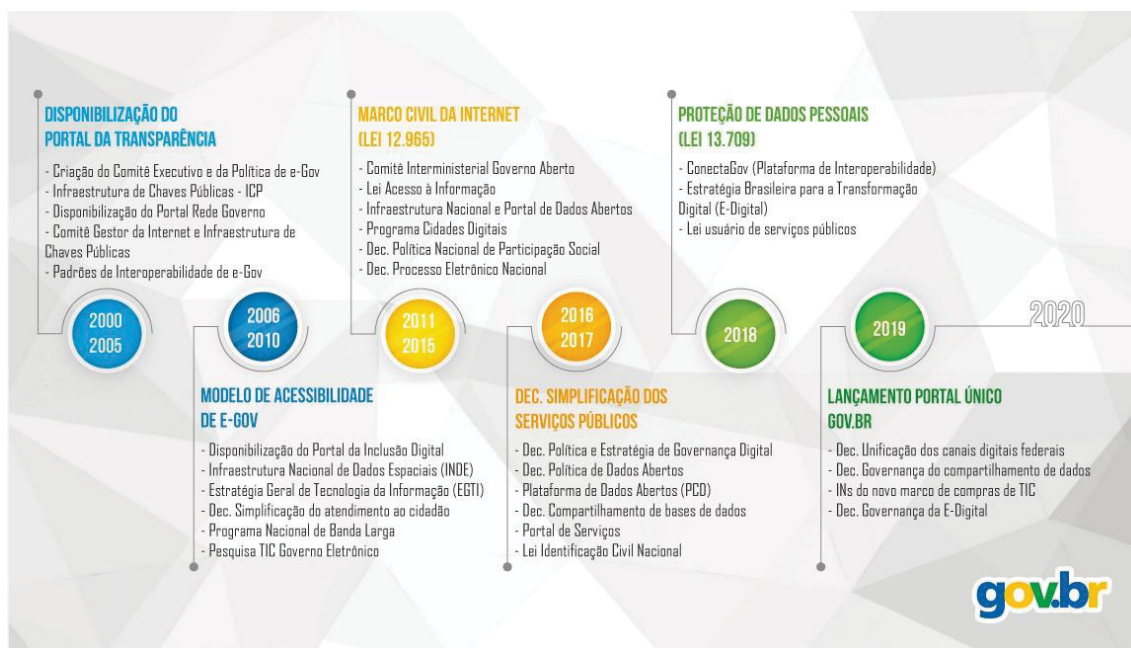 DISPONIBILIZAÇÃO DO
PORTAL DA TRANSPARÊNCIA
- Criação do Comitê Executivo e da Política de e-Gov
- Infraestrutura de Chaves Públicas - ICP
- Disponibilização do Portal Rede Governo
- Comitê Gestor da Internet e Infraestrutura de
Chaves Públicas
- Padrões de Interoperabilidade de e-Gov
MARCO CIVIL DA INTERNET
(LEI 12.965)
- Comitê Interministerial Governo Aberto
- Lei Acesso à Informação
- Infraestrutura Nacional e Portal de Dados Abertos
- Programa Cidades Digitais
- Dec. Política Nacional de Participação Social
- Dec. Processo Eletrônico Nacional
PROTEÇÃO DE DADOS PESSOAIS
(LEI 13.709)
- ConectaGov (Plataforma de Interoperabilidade)
- Estratégia Brasileira para a Transformação
Digital (E-Digital)
- Lei usuário de serviços públicos
2000
2005
2006
2010
2011
2015
2016
2017
2018
2019
2020
MODELO DE ACESSIBILIDADE
DE E-GOV
- Disponibilização do Portal da Inclusão Digital
- Infraestrutura Nacional de Dados Espaciais (INDE)
- Estratégia Geral de Tecnologia da Informação (EGTI)
- Dec. Simplificação do atendimento ao cidadão
- Programa Nacional de Banda Larga
- Pesquisa TIC Governo Eletrônico
DEC. SIMPLIFICAÇÃO DOS
SERVIÇOS PÚBLICOS
- Dec. Política e Estratégia de Governança Digital
- Dec. Política de Dados Abertos
- Plataforma de Dados Abertos (PCD)
- Dec. Compartilhamento de bases de dados
- Portal de Serviços
- Lei Identificação Civil Nacional
LANÇAMENTO PORTAL ÚNICO
GOV.BR
- Dec. Unificação dos canais digitais federais
- Dec. Governança do compartilhamento de dados
- INs do novo marco de compras de TIC
- Dec. Governança da E-Digital
gov.br